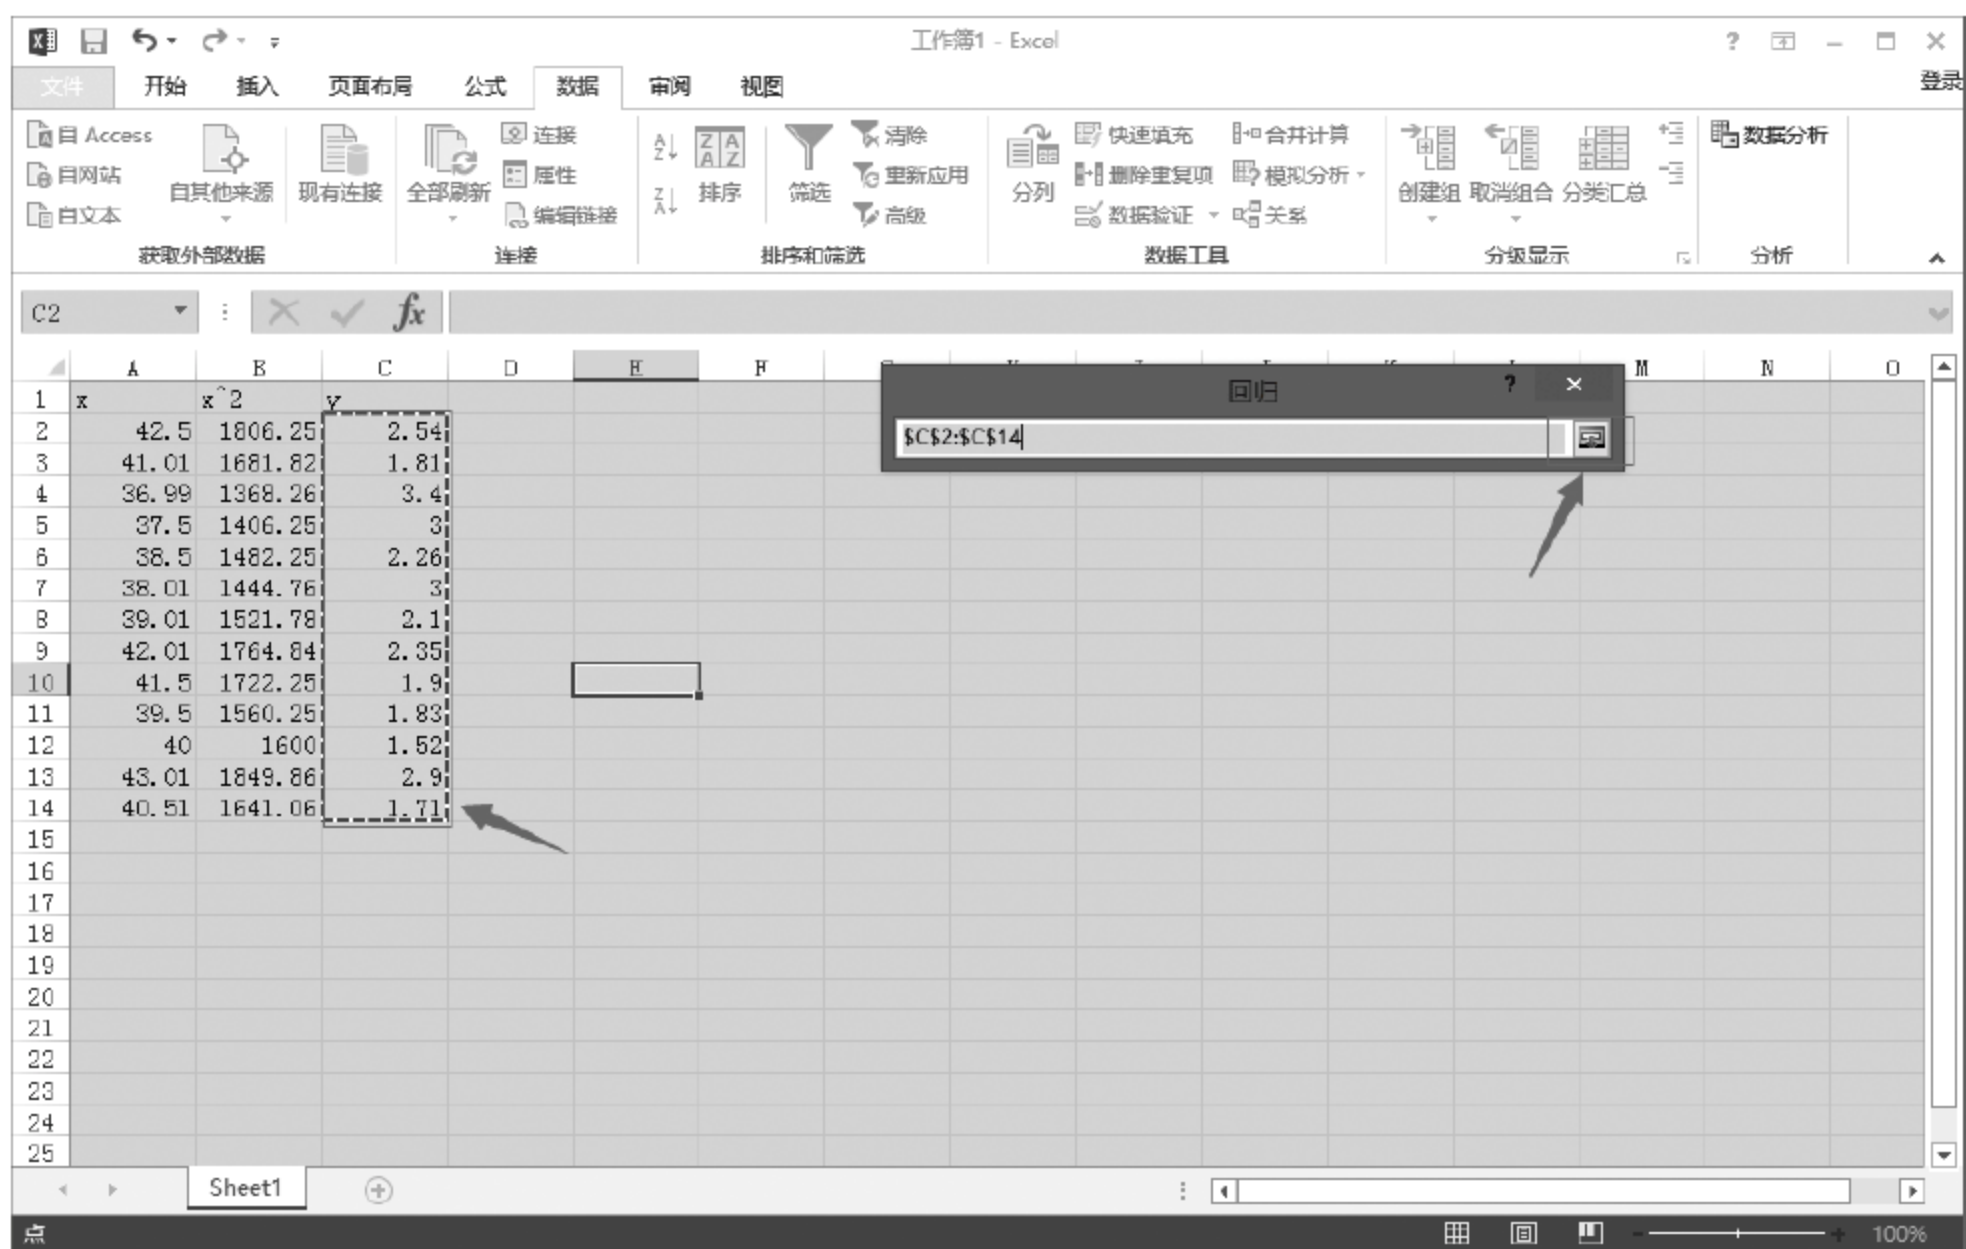 工作簿1 - Excel
?
登录
文件 开始 插入 页面布局 公式 数据 审阅 视图
自 Access
自网站
自文本
自其他来源
现有连接
获取外部数据
全部刷新
连接
属性
编辑链接
连接
排序
筛选
清除
重新应用
高级
排序和筛选
分列
快速填充
删除重复项
数据验证
合并计算
模拟分析
关系
数据工具
创建组 取消组合 分类汇总
分级显示
数据分析
分析
C2
fx
A B C D E F M N O
回归
?
$C$2:$C$14
1 x x^2 y
2 42.5 1806.25 2.54
3 41.01 1681.82 1.81
4 36.99 1368.26 3.4
5 37.5 1406.25 3
6 38.5 1482.25 2.26
7 38.01 1444.76 3
8 39.01 1521.78 2.1
9 42.01 1764.84 2.35
10 41.5 1722.25 1.9
11 39.5 1560.25 1.83
12 40 1600 1.52
13 43.01 1849.86 2.9
14 40.51 1641.06 1.71
15
16
17
18
19
20
21
22
23
24
25
Sheet1
点
100%